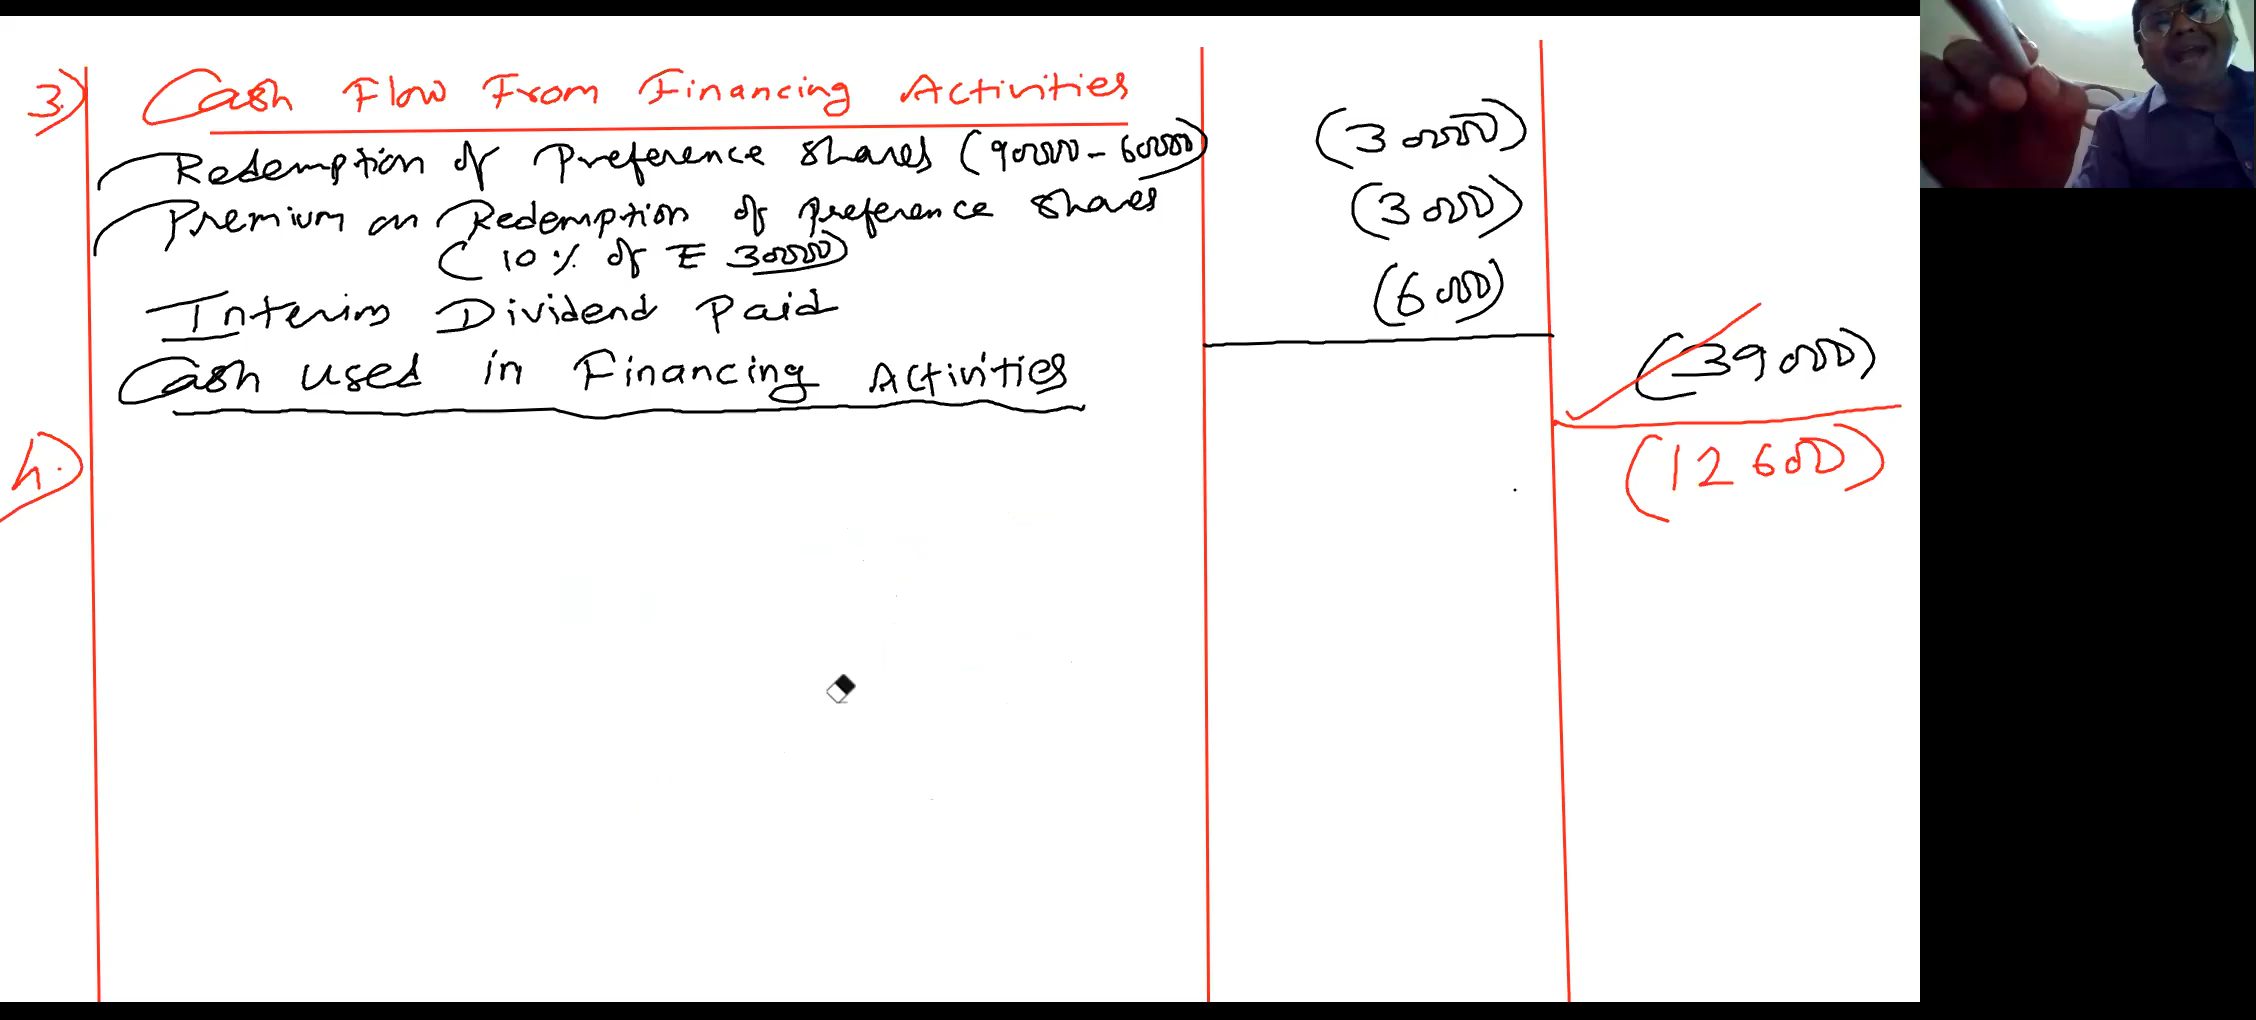 3.) Cash Flow From Financing Activities
Redemption of Preference Shares (90000-60000) (30000)
Premium on Redemption of Preference Shares (3000)
(10% of ₹ 30000)
Interim Dividend Paid (6000)
Cash used in Financing Activities (39000)
(12600)